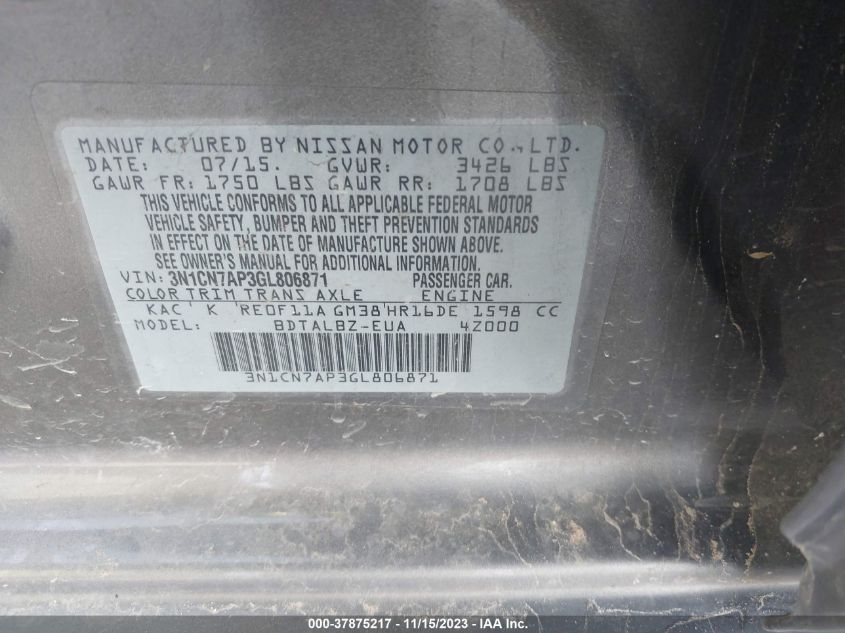 MANUFACTURED BY NISSAN MOTOR CO., LTD.
DATE: 07/15. GVWR: 3426 LBS
GAWR FR: 1750 LBS GAWR RR: 1708 LBS
THIS VEHICLE CONFORMS TO ALL APPLICABLE FEDERAL MOTOR
VEHICLE SAFETY, BUMPER AND THEFT PREVENTION STANDARDS
IN EFFECT ON THE DATE OF MANUFACTURE SHOWN ABOVE.
SEE OWNER'S MANUAL FOR ADDITIONAL INFORMATION.
VIN: 3N1CN7AP3GL806871 PASSENGER CAR.
COLOR TRIM TRANS AXLE ENGINE
KAC K RE0F11A GM38 HR16DE 1598 CC
MODEL: BDTALBZ-EUA 4Z000
3N1CN7AP3GL806871
000-37875217 - 11/15/2023 - IAA Inc.